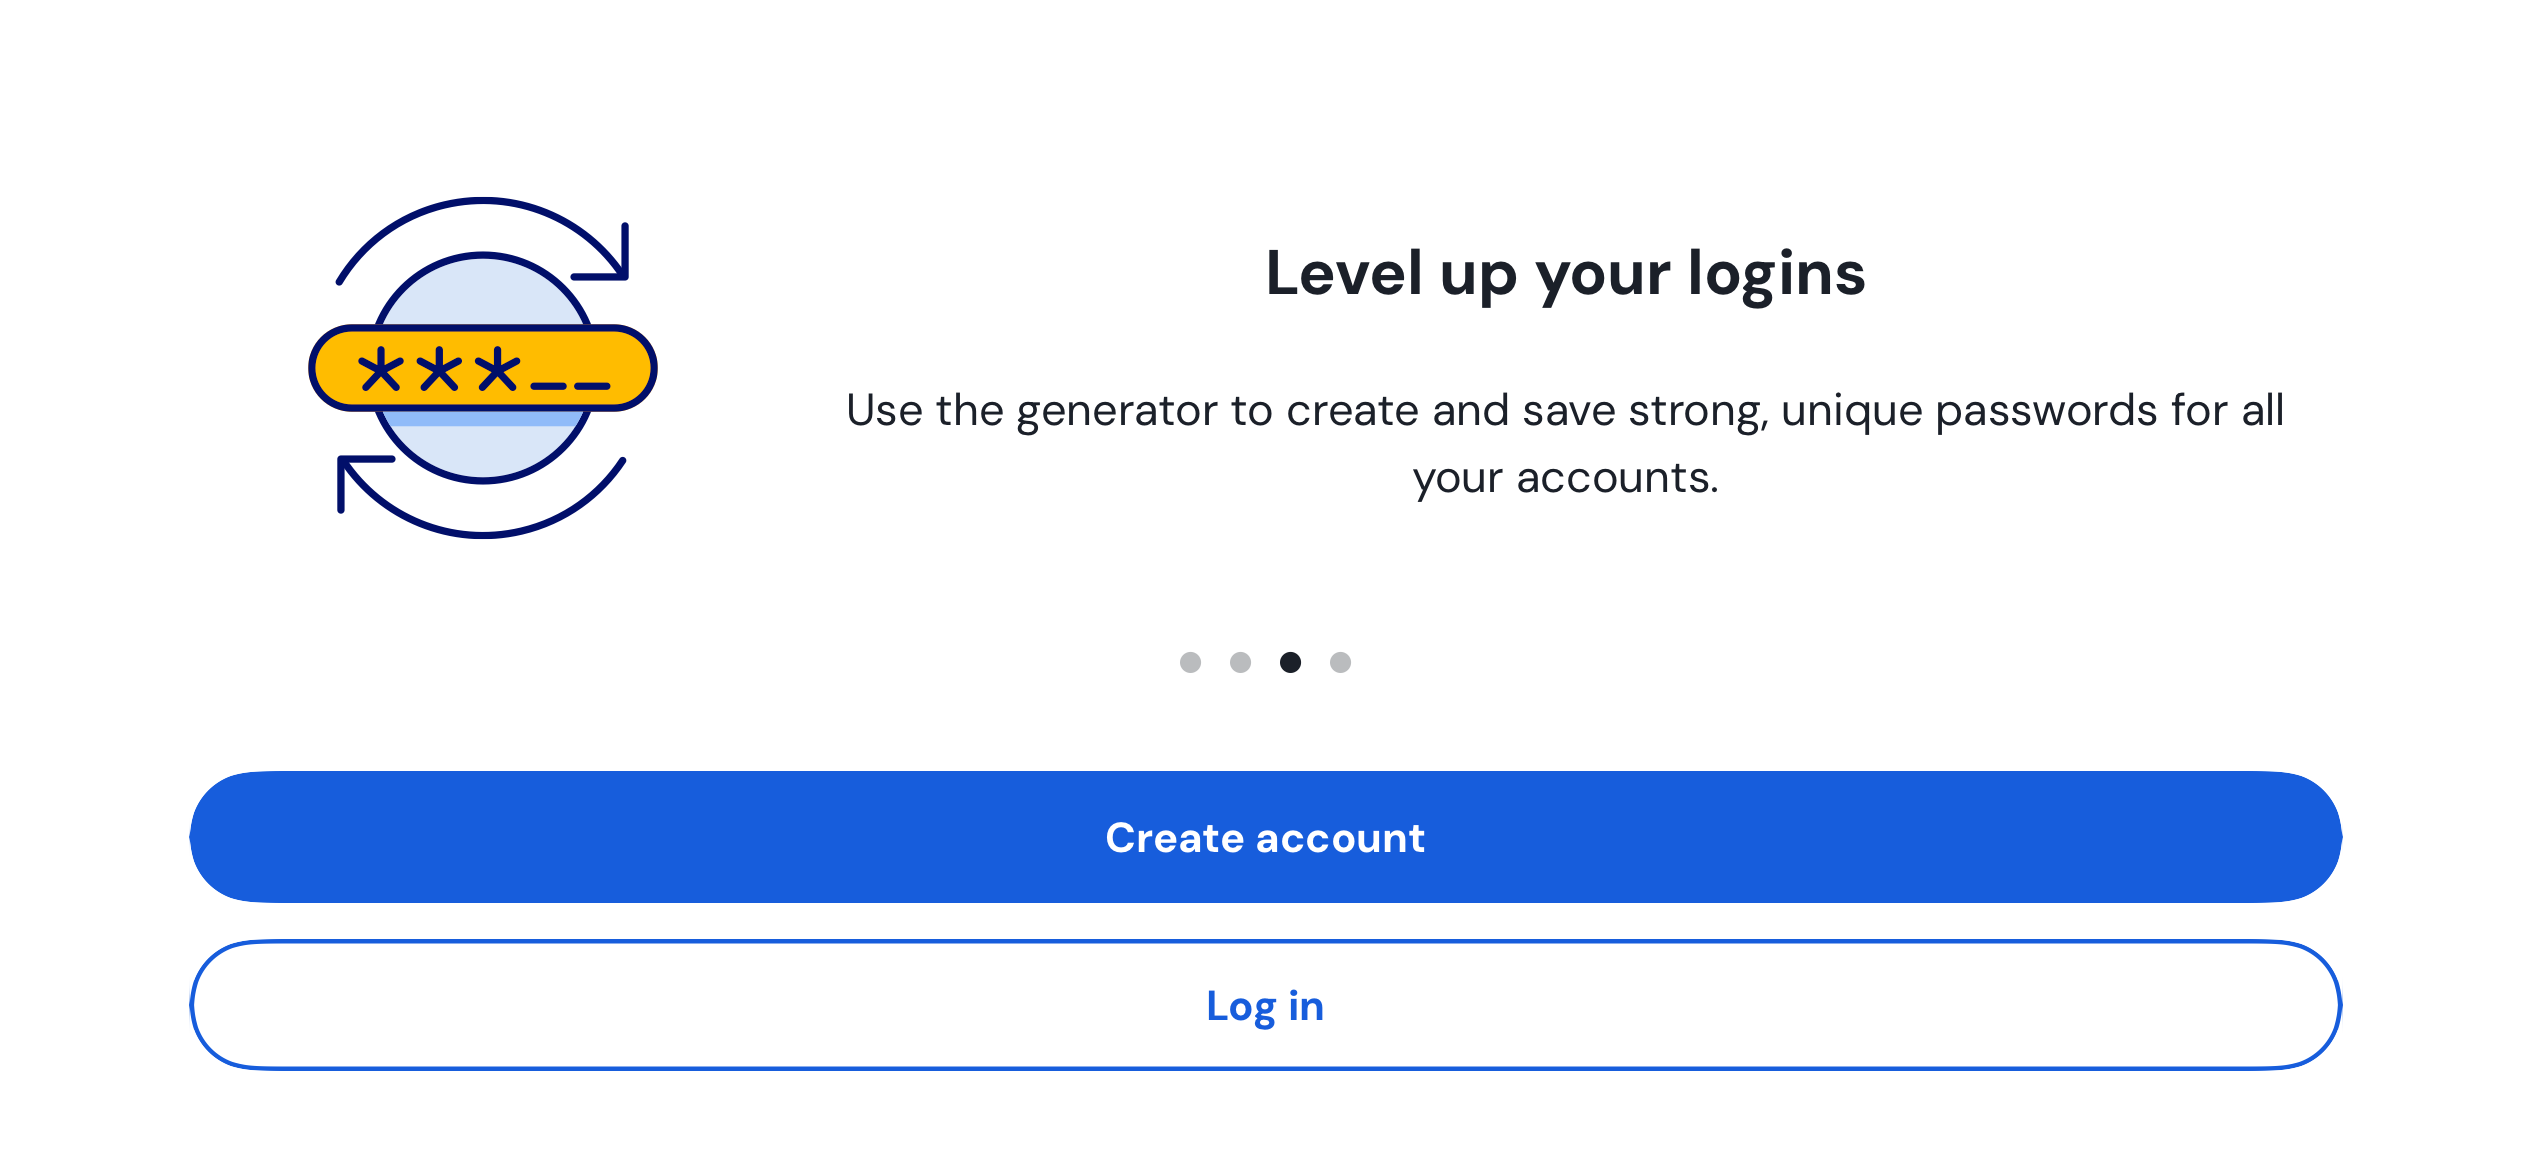 Level up your logins
Use the generator to create and save strong, unique passwords for all
your accounts.
Create account
Log in